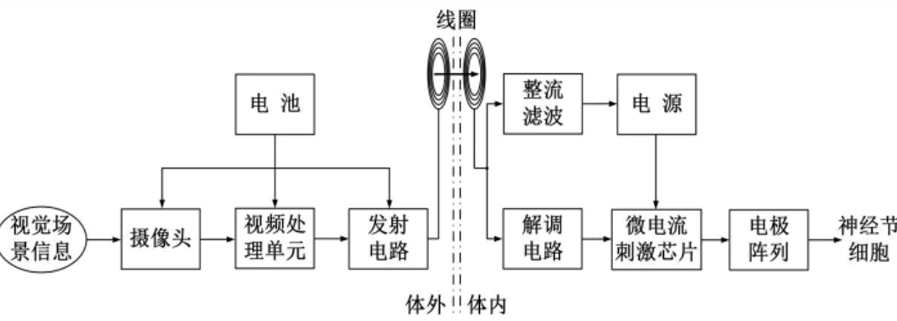 线圈
电 池
整流
滤波
电 源
视觉场
景信息
摄像头
视频处
理单元
发射
电路
解调
电路
微电流
刺激芯片
电极
阵列
神经节
细胞
体外
体内